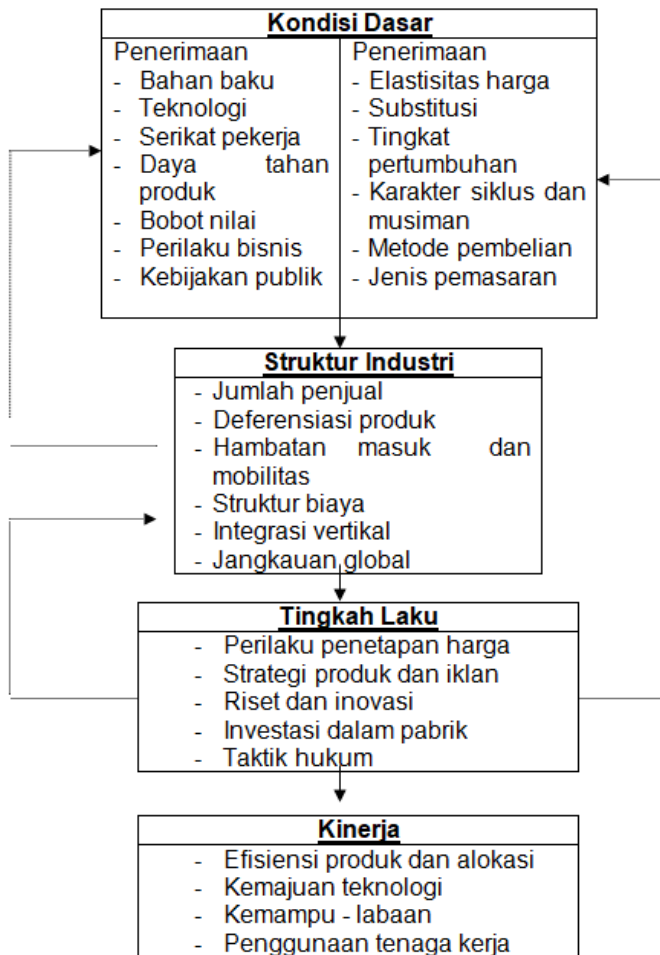 Kondisi Dasar
Penerimaan
- Bahan baku
- Teknologi
- Serikat pekerja
- Daya tahan
produk
- Bobot nilai
- Perilaku bisnis
- Kebijakan publik
Penerimaan
- Elastisitas harga
- Substitusi
- Tingkat
pertumbuhan
- Karakter siklus dan
musiman
- Metode pembelian
- Jenis pemasaran
Struktur Industri
- Jumlah penjual
- Deferensiasi produk
- Hambatan masuk dan
mobilitas
- Struktur biaya
- Integrasi vertikal
- Jangkauan global
Tingkah Laku
- Perilaku penetapan harga
- Strategi produk dan iklan
- Riset dan inovasi
- Investasi dalam pabrik
- Taktik hukum
Kinerja
- Efisiensi produk dan alokasi
- Kemajuan teknologi
- Kemampu - labaan
- Penggunaan tenaga kerja